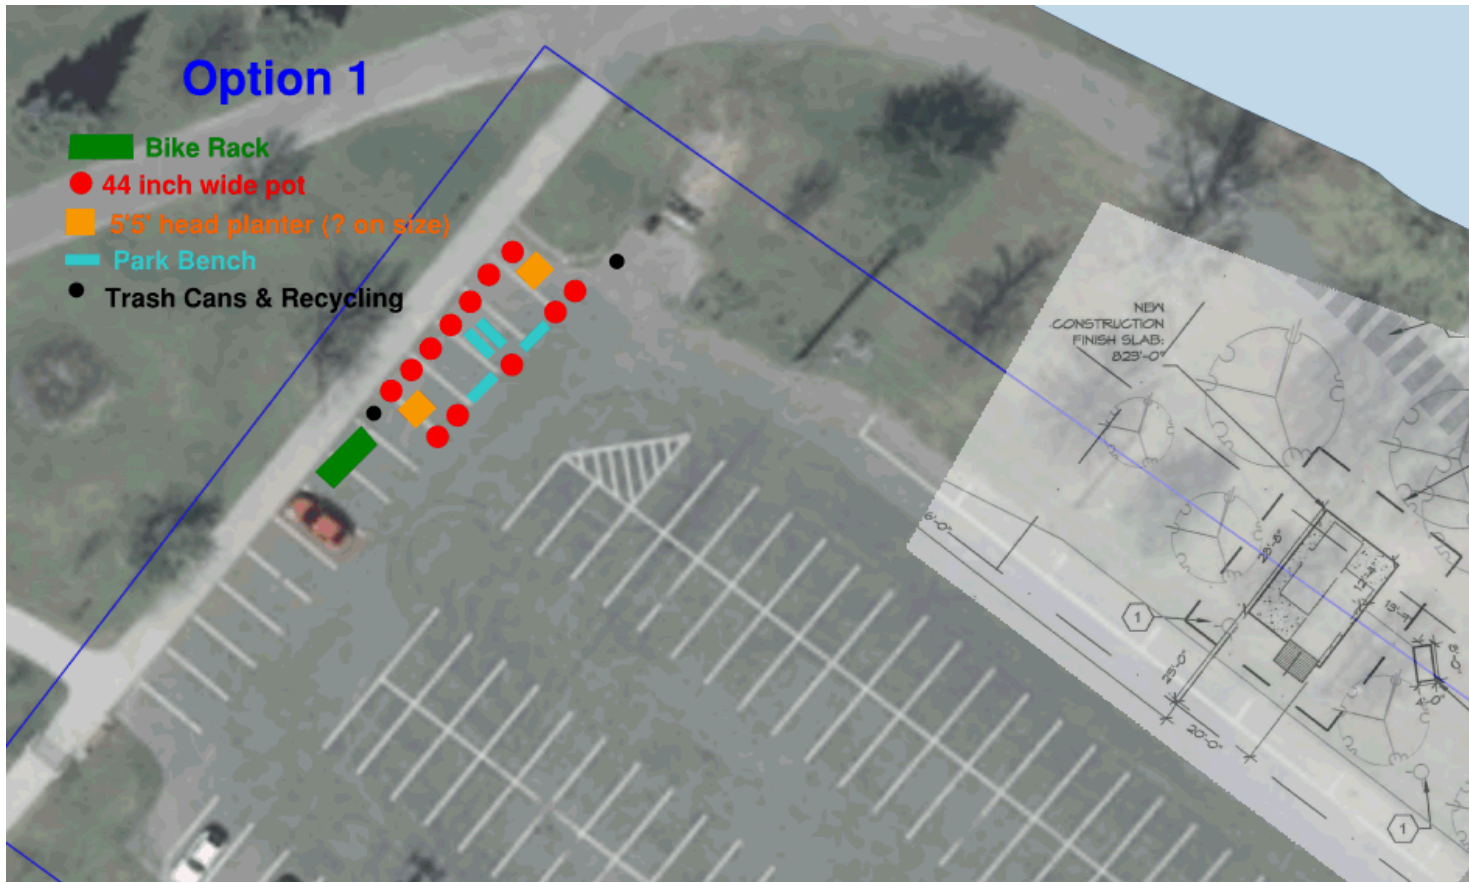 Option 1
Bike Rack
44 inch wide pot
5'5' head planter (? on size)
Park Bench
Trash Cans & Recycling
NEW
CONSTRUCTION
FINISH SLAB:
823'-0"
6'-0"
25'-0"
20'-0"
1
1